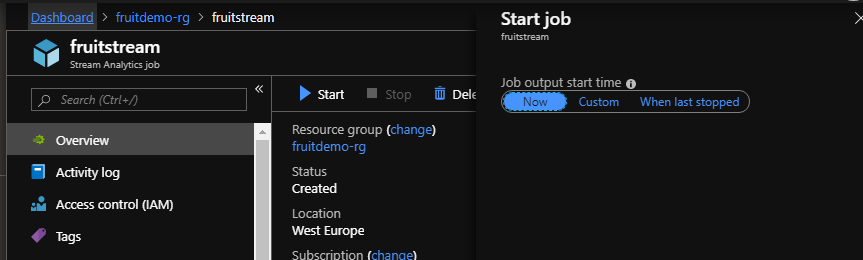 Dashboard > fruitdemo-rg > fruitstream
fruitstream
Stream Analytics job
Search (Ctrl+/)
«
Overview
Activity log
Access control (IAM)
Tags
Start Stop Dele
Resource group (change)
fruitdemo-rg
Status
Created
Location
West Europe
Subscription (change)
Start job
fruitstream
Job output start time
Now Custom When last stopped